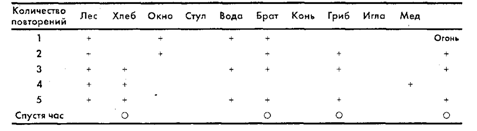 Количество повторений Лес Хлеб Окно Стул Вода Брат Конь Гриб Игла Мед
1 + + + + Огонь
2 + + + + +
3 + + + + + +
4 + + +
5 + + + + + +
Спустя час О О О О